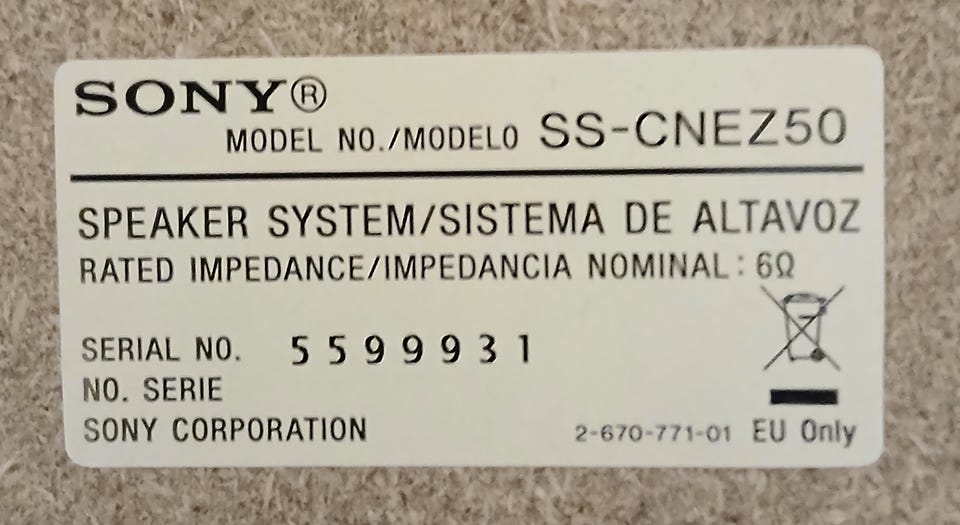 SONY®
MODEL NO./MODELO SS-CNEZ50
SPEAKER SYSTEM/SISTEMA DE ALTAVOZ
RATED IMPEDANCE/IMPEDANCIA NOMINAL: 6Ω
SERIAL NO. 5599931
NO. SERIE
SONY CORPORATION 2-670-771-01 EU Only